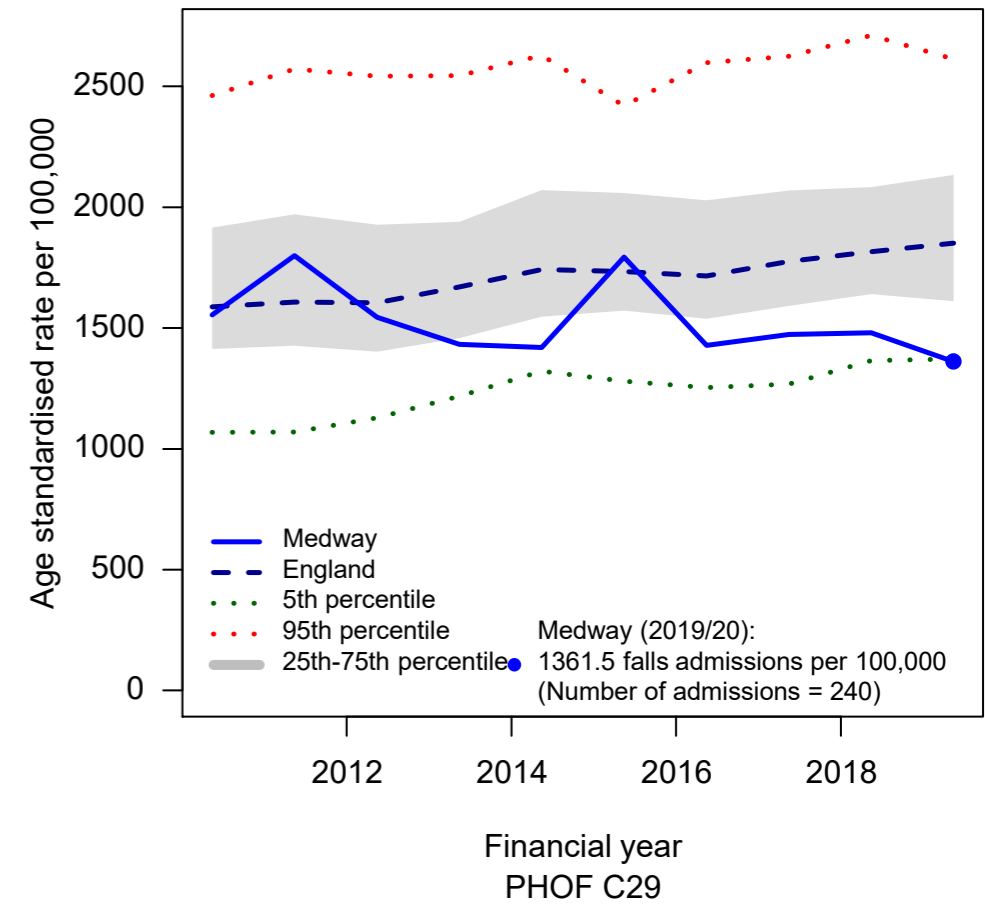 Age standardised rate per 100,000
2500
2000
1500
1000
500
0
Medway
England
5th percentile
95th percentile
25th-75th percentile
Medway (2019/20):
1361.5 falls admissions per 100,000
(Number of admissions = 240)
2012 2014 2016 2018
Financial year
PHOF C29